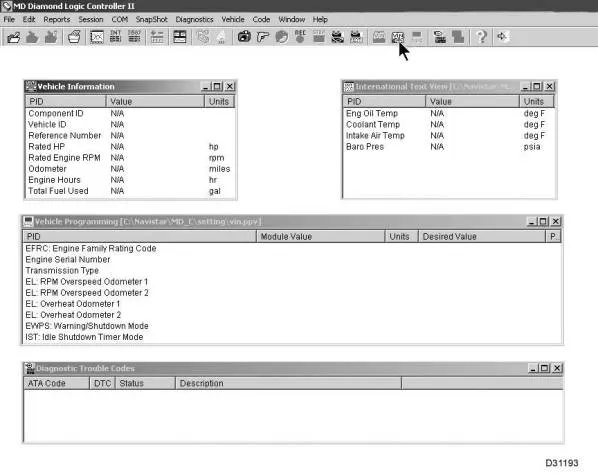 MD Diamond Logic Controller II
File Edit Reports Session COM SnapShot Diagnostics Vehicle Code Window Help
INT REC STOP
Vehicle Information
PID Value Units
Component ID N/A
Vehicle ID N/A
Reference Number N/A
Rated HP N/A hp
Rated Engine RPM N/A rpm
Odometer N/A miles
Engine Hours N/A hr
Total Fuel Used N/A gal
International Text View [C:\Navistar\M
PID Value Units
Eng Oil Temp N/A deg F
Coolant Temp N/A deg F
Intake Air Temp N/A deg F
Baro Pres N/A psia
Vehicle Programming [C:\Navistar\MD_C\setting\vin.ppv]
PID Module Value Units Desired Value P..
EFRC: Engine Family Rating Code
Engine Serial Number
Transmission Type
EL: RPM Overspeed Odometer 1
EL: RPM Overspeed Odometer 2
EL: Overheat Odometer 1
EL: Overheat Odometer 2
EWPS: Warning/Shutdown Mode
IST: Idle Shutdown Timer Mode
Diagnostic Trouble Codes
ATA Code DTC Status Description
D31193